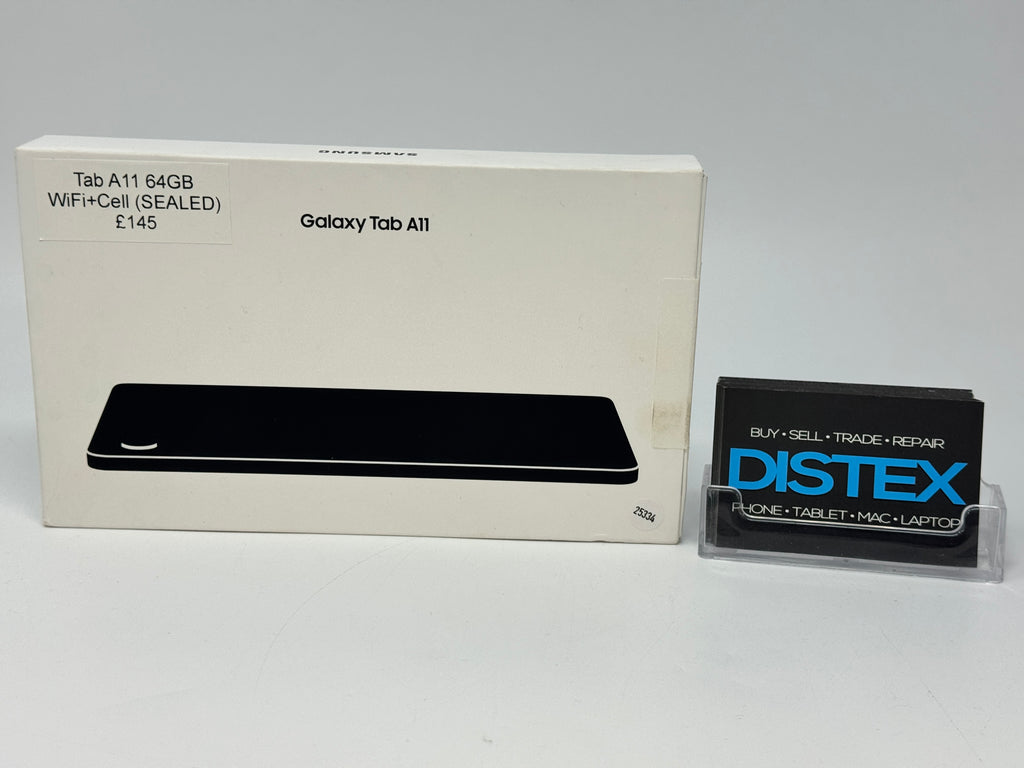 SAMSUNG
Tab A11 64GB
WiFi+Cell (SEALED)
£145
Galaxy Tab A11
25334
BUY • SELL • TRADE • REPAIR
DISTEX
PHONE • TABLET • MAC • LAPTOP